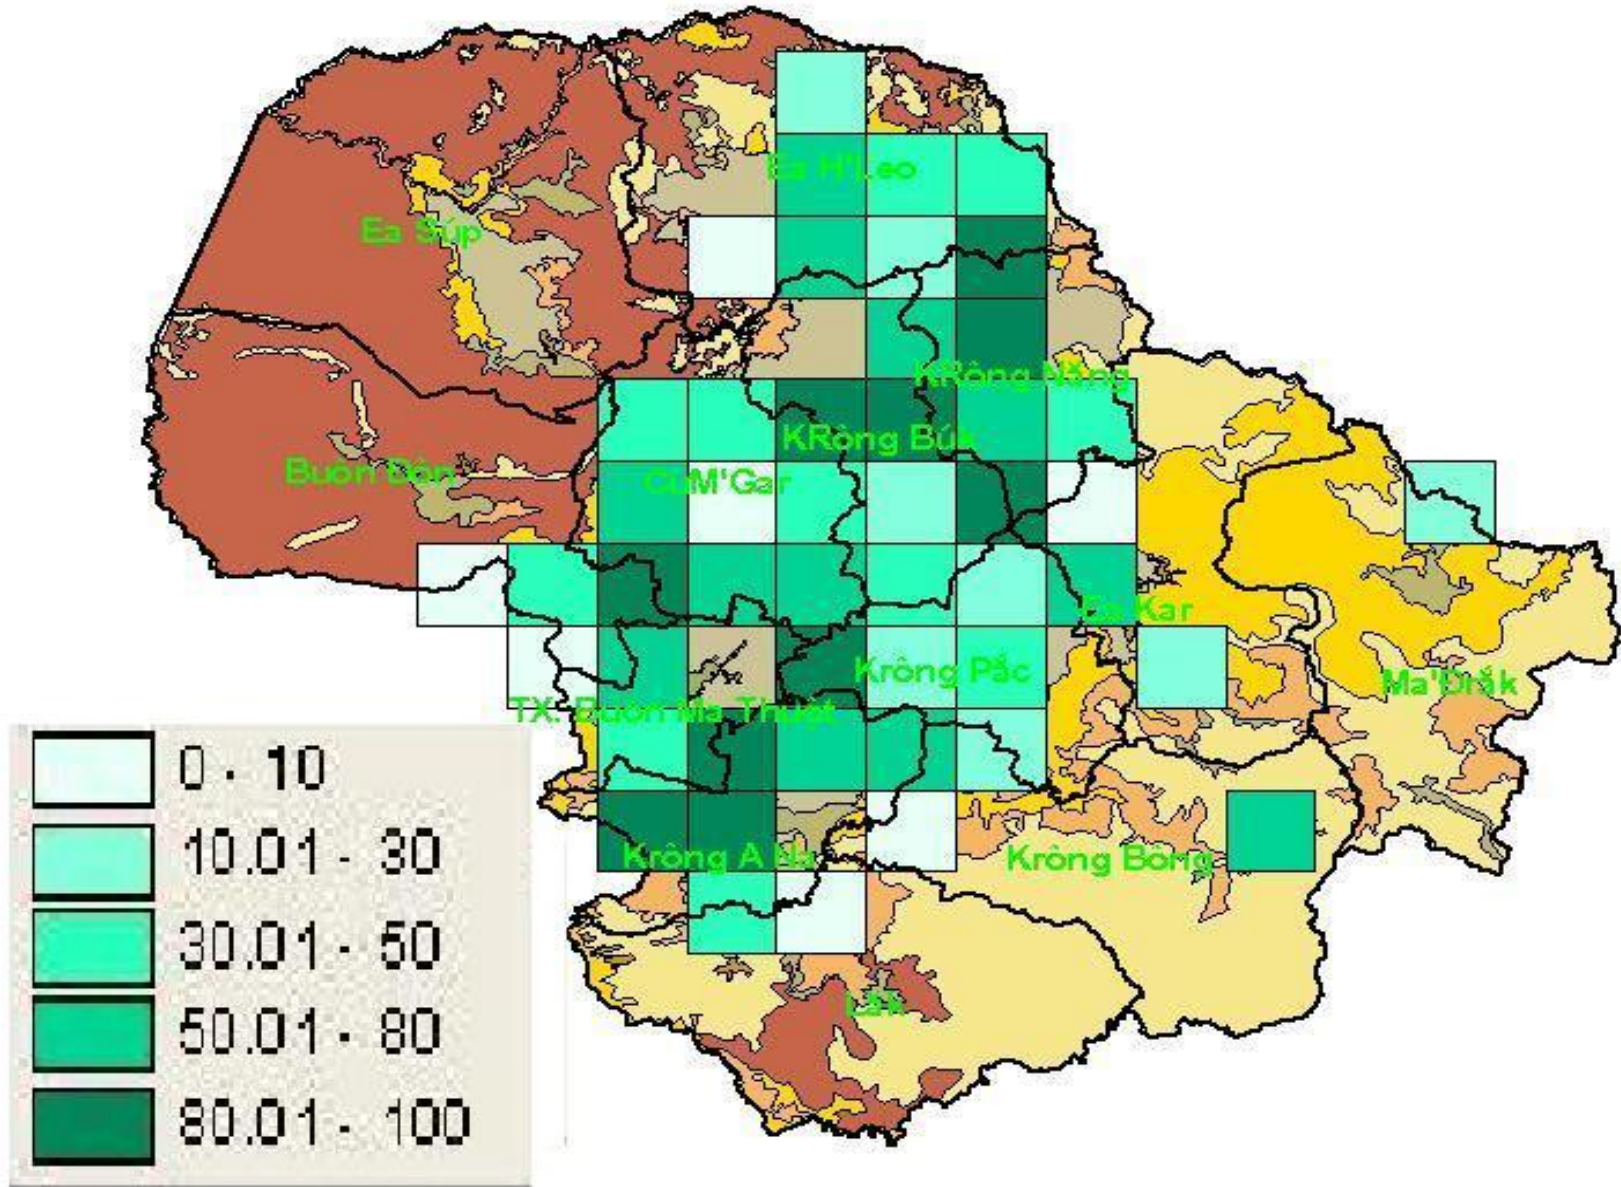 Ea H'Leo
Ea Súp
KRông Năng
KRông Búk
Buôn Đôn
CưM'Gar
Ea Kar
Krông Pắc
Ma'Đrắk
TX. Buôn Ma Thuột
0 - 10
10.01 - 30
30.01 - 50
50.01 - 80
80.01 - 100
Krông A Na
Krông Bông
Lắk